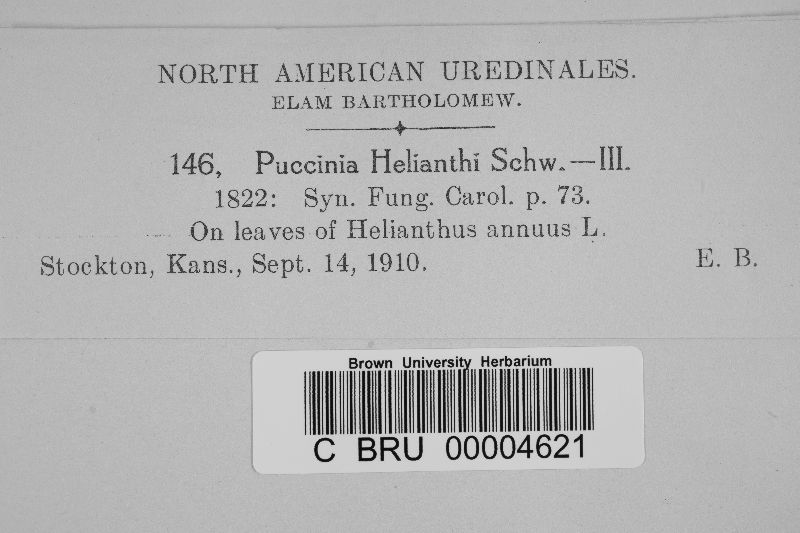 NORTH AMERICAN UREDINALES.
ELAM BARTHOLOMEW.
146, Puccinia Helianthi Schw.—III.
1822: Syn. Fung. Carol. p. 73.
On leaves of Helianthus annuus L.
Stockton, Kans., Sept. 14, 1910. E. B.
Brown University Herbarium
C BRU 00004621